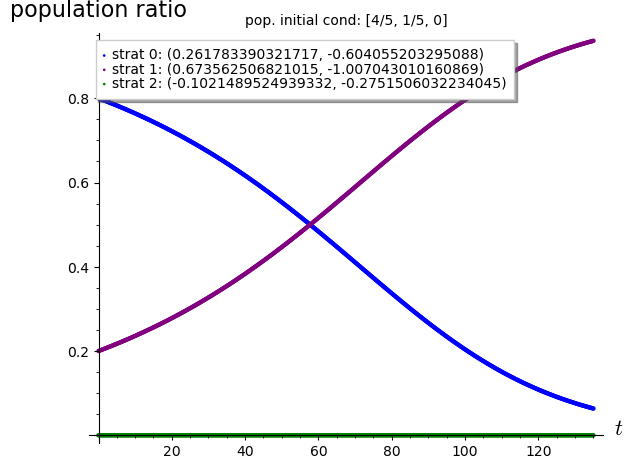 population ratio
pop. initial cond: [4/5, 1/5, 0]
strat 0: (0.261783390321717, -0.604055203295088)
strat 1: (0.673562506821015, -1.007043010160869)
strat 2: (-0.1021489524939332, -0.2751506032234045)
0.8
0.6
0.4
0.2
20 40 60 80 100 120
t